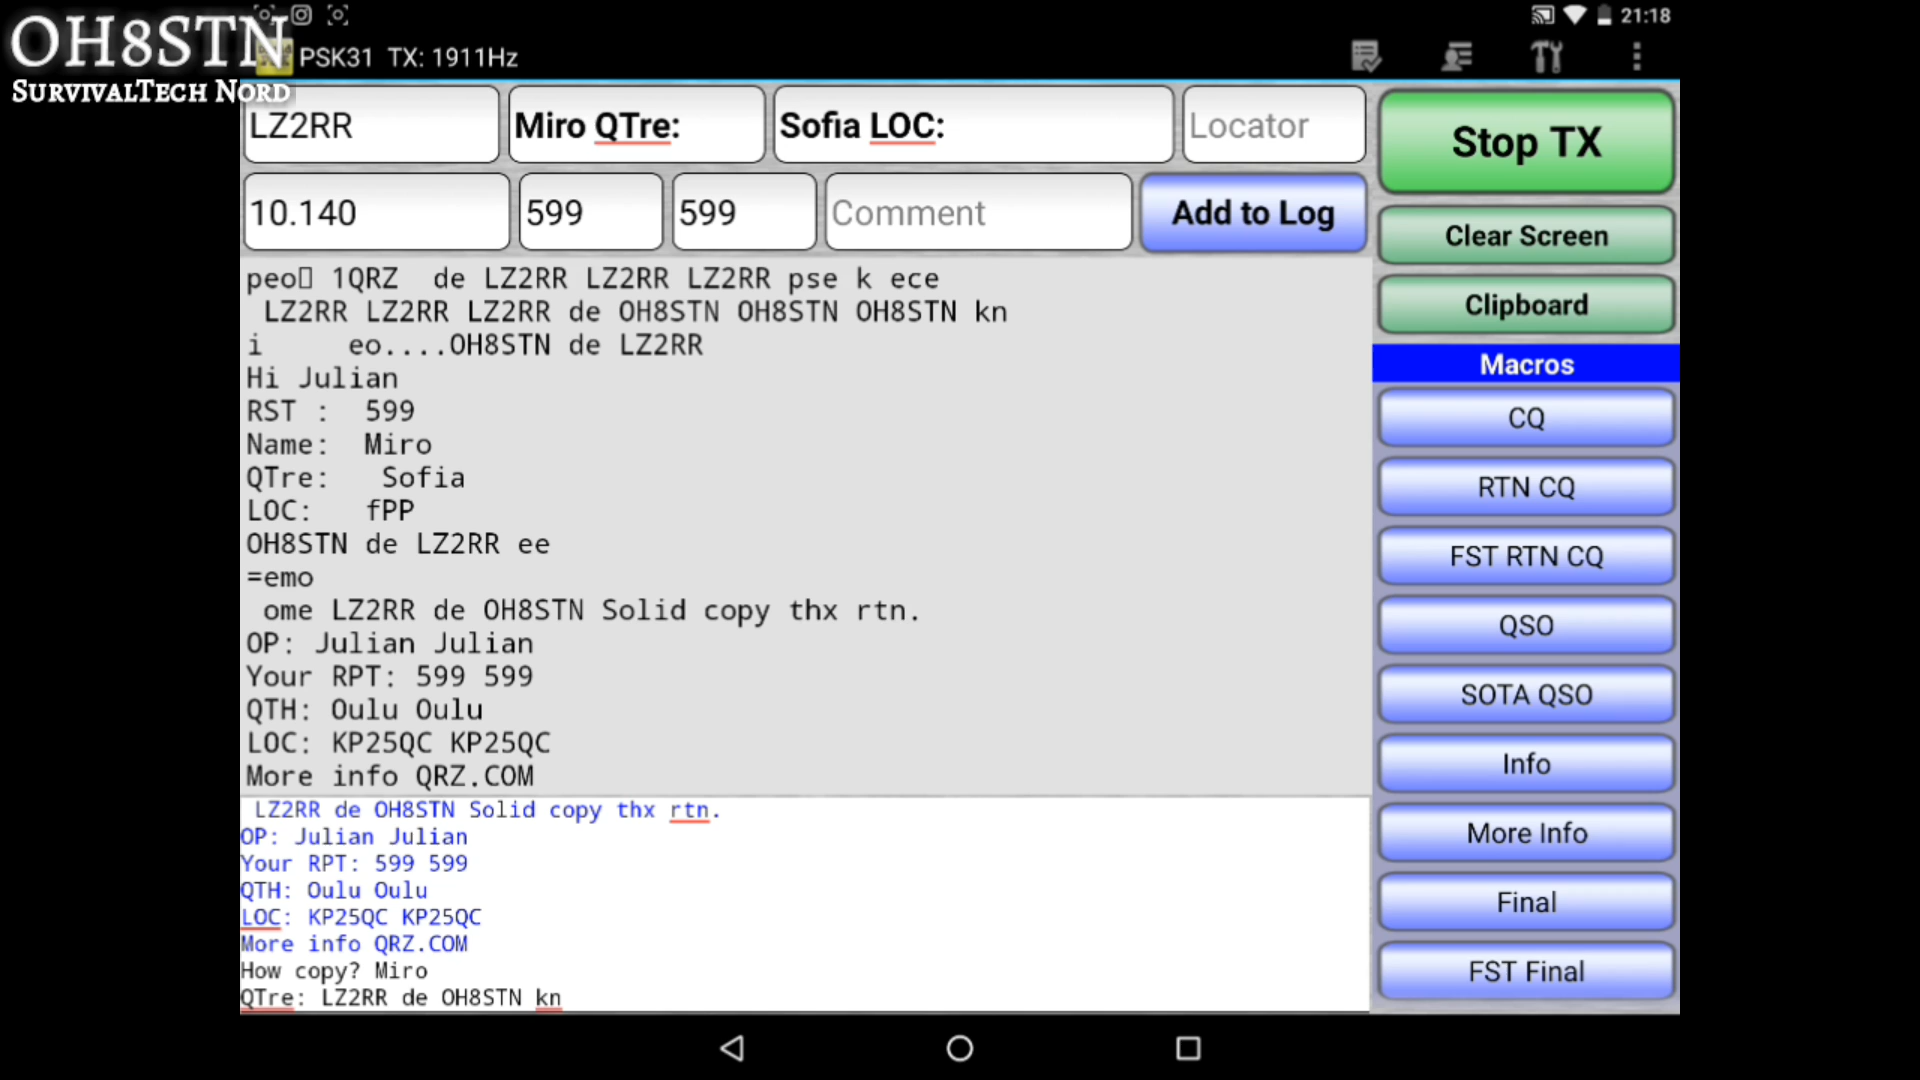 OH8STN
SurvivalTech Nord
21:18
PSK31 TX: 1911Hz
LZ2RR
Miro QTre:
Sofia LOC:
Locator
10.140
599
599
Comment
Add to Log
peo 1QRZ  de LZ2RR LZ2RR LZ2RR pse k ece
LZ2RR LZ2RR LZ2RR de OH8STN OH8STN OH8STN kn
i      eo....OH8STN de LZ2RR
Hi Julian
RST :  599
Name:  Miro
QTre:   Sofia
LOC:   fPP
OH8STN de LZ2RR ee
=emo
ome LZ2RR de OH8STN Solid copy thx rtn.
OP: Julian Julian
Your RPT: 599 599
QTH: Oulu Oulu
LOC: KP25QC KP25QC
More info QRZ.COM
LZ2RR de OH8STN Solid copy thx rtn.
OP: Julian Julian
Your RPT: 599 599
QTH: Oulu Oulu
LOC: KP25QC KP25QC
More info QRZ.COM
How copy? Miro
QTre: LZ2RR de OH8STN kn
Stop TX
Clear Screen
Clipboard
Macros
CQ
RTN CQ
FST RTN CQ
QSO
SOTA QSO
Info
More Info
Final
FST Final